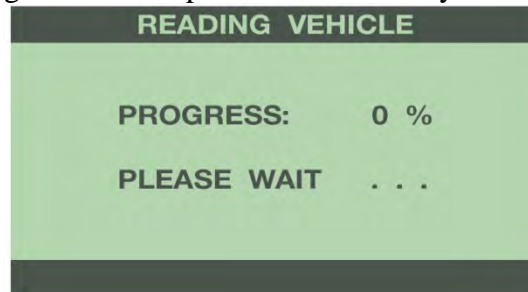 READING VEHICLE
PROGRESS: 0 %
PLEASE WAIT . . .